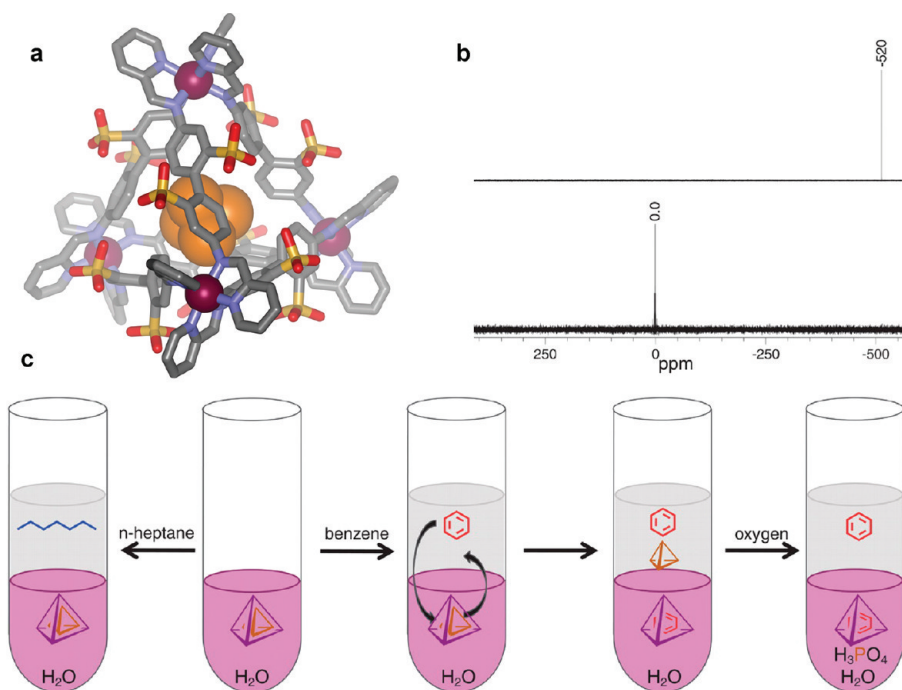 a
b
-520
0.0
250
0
ppm
-250
-500
c
n-heptane
benzene
oxygen
H₂O
H₂O
H₂O
H₂O
H₃PO₄
H₂O